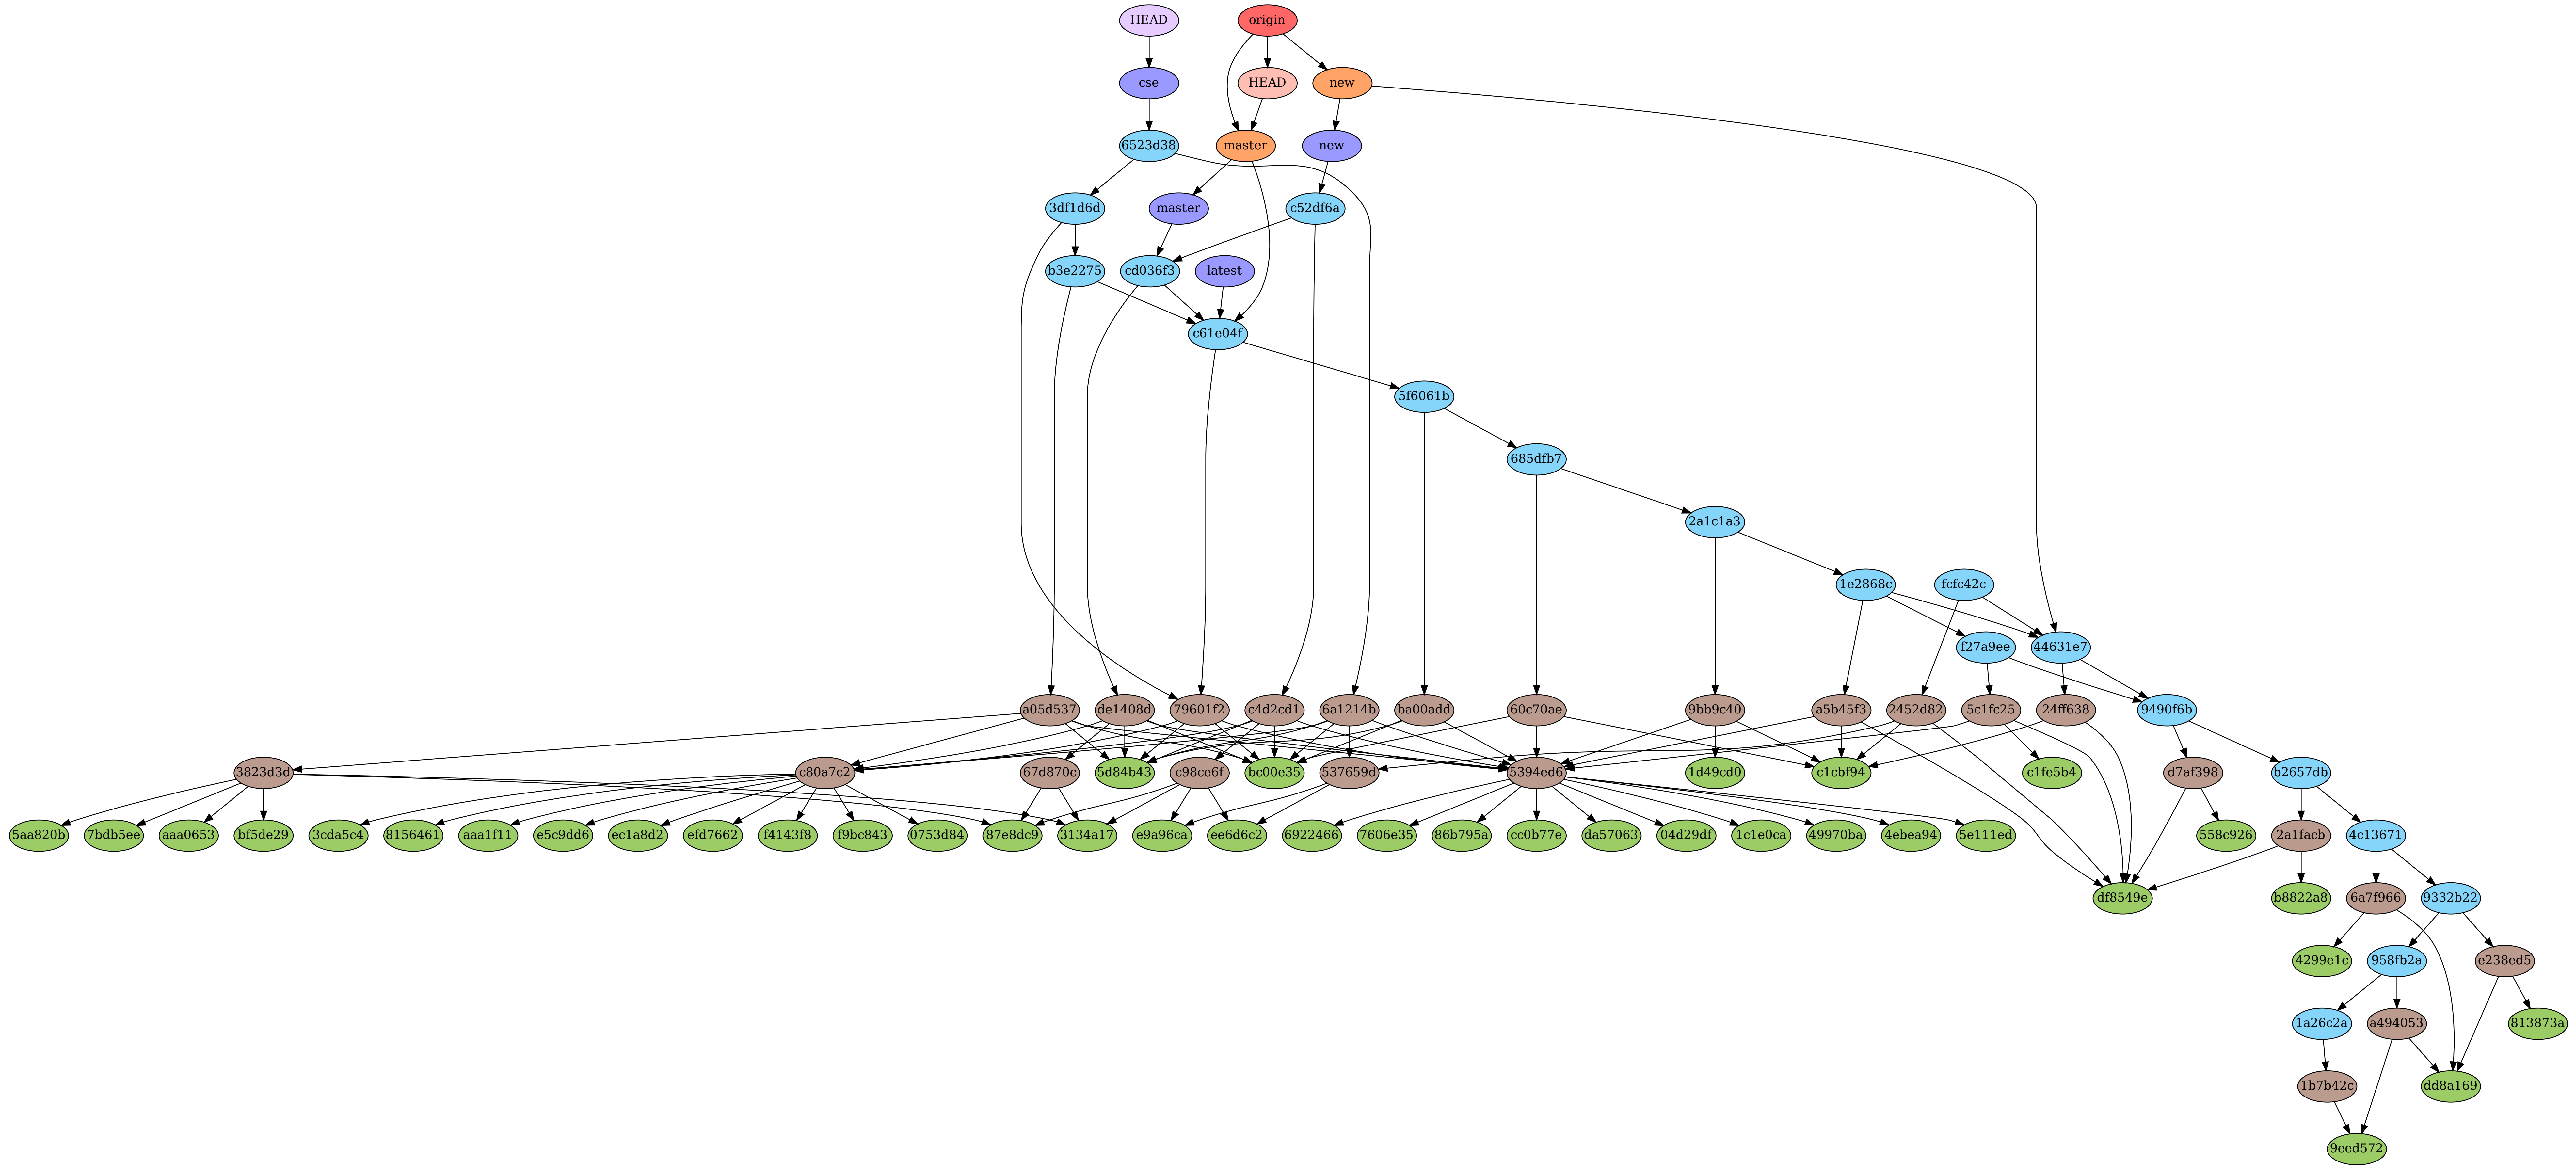 HEAD
origin
cse
HEAD
new
6523d38
master
new
3df1d6d
master
c52df6a
b3e2275
cd036f3
latest
c61e04f
5f6061b
685dfb7
2a1c1a3
1e2868c
fcfc42c
f27a9ee
44631e7
a05d537
de1408d
79601f2
c4d2cd1
6a1214b
ba00add
60c70ae
9bb9c40
a5b45f3
2452d82
5c1fc25
24ff638
9490f6b
3823d3d
c80a7c2
67d870c
5d84b43
c98ce6f
bc00e35
537659d
5394ed6
1d49cd0
c1cbf94
c1fe5b4
d7af398
b2657db
5aa820b
7bdb5ee
aaa0653
bf5de29
3cda5c4
8156461
aaa1f11
e5c9dd6
ec1a8d2
efd7662
f4143f8
f9bc843
0753d84
87e8dc9
3134a17
e9a96ca
ee6d6c2
6922466
7606e35
86b795a
cc0b77e
da57063
04d29df
1c1e0ca
49970ba
4ebea94
5e111ed
558c926
2a1facb
4c13671
df8549e
b8822a8
6a7f966
9332b22
4299e1c
958fb2a
e238ed5
1a26c2a
a494053
813873a
1b7b42c
dd8a169
9eed572